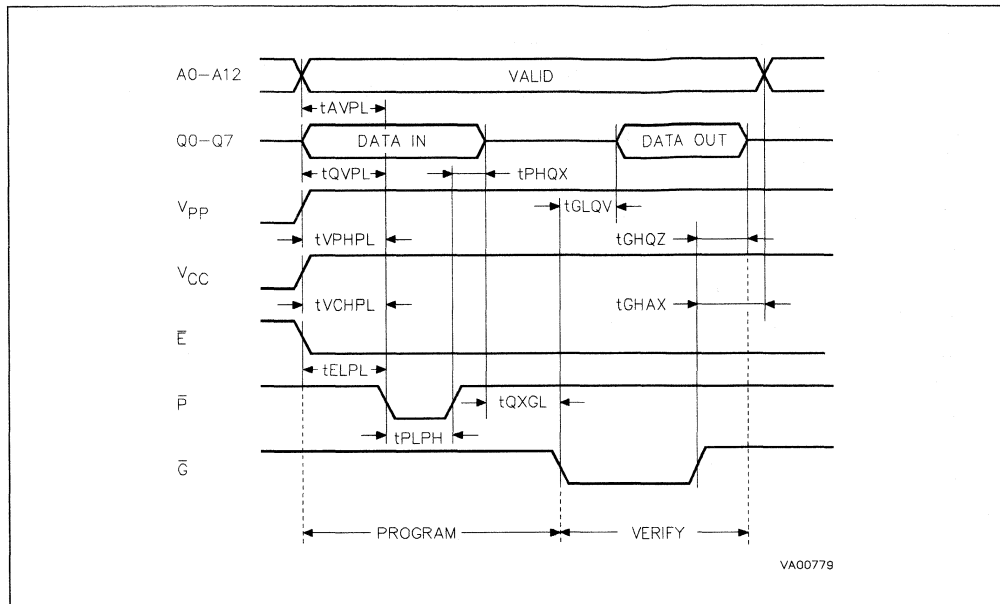 A0–A12 VALID
tAVPL
Q0–Q7 DATA IN DATA OUT
tQVPL tPHQX
VPP tGLQV
tVPHPL tGHQZ
VCC
tVCHPL tGHAX
E̅
tELPL
P̅ tQXGL
tPLPH
G̅
PROGRAM VERIFY
VA00779